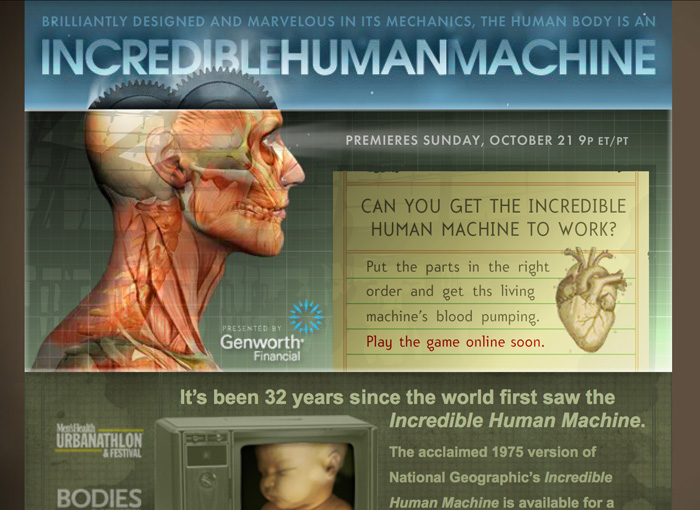 BRILLIANTLY DESIGNED AND MARVELOUS IN ITS MECHANICS, THE HUMAN BODY IS AN
INCREDIBLEHUMANMACHINE
PREMIERES SUNDAY, OCTOBER 21 9P ET/PT
CAN YOU GET THE INCREDIBLE
HUMAN MACHINE TO WORK?
Put the parts in the right
order and get ths living
machine's blood pumping.
Play the game online soon.
PRESENTED BY
Genworth
Financial
It's been 32 years since the world first saw the
Incredible Human Machine.
Men'sHealth
URBANATHLON
& FESTIVAL
BODIES
The acclaimed 1975 version of
National Geographic's Incredible
Human Machine is available for a